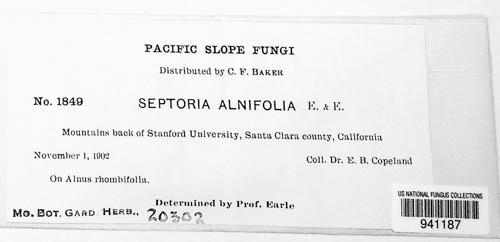 PACIFIC SLOPE FUNGI
Distributed by C. F. BAKER
No. 1849 SEPTORIA ALNIFOLIA E. & E.
Mountains back of Stanford University, Santa Clara county, California
November 1, 1902 Coll. Dr. E. B. Copeland
On Alnus rhombifolia.
Determined by Prof. Earle
MO. BOT. GARD. HERB., 20302
US NATIONAL FUNGUS COLLECTIONS
941187